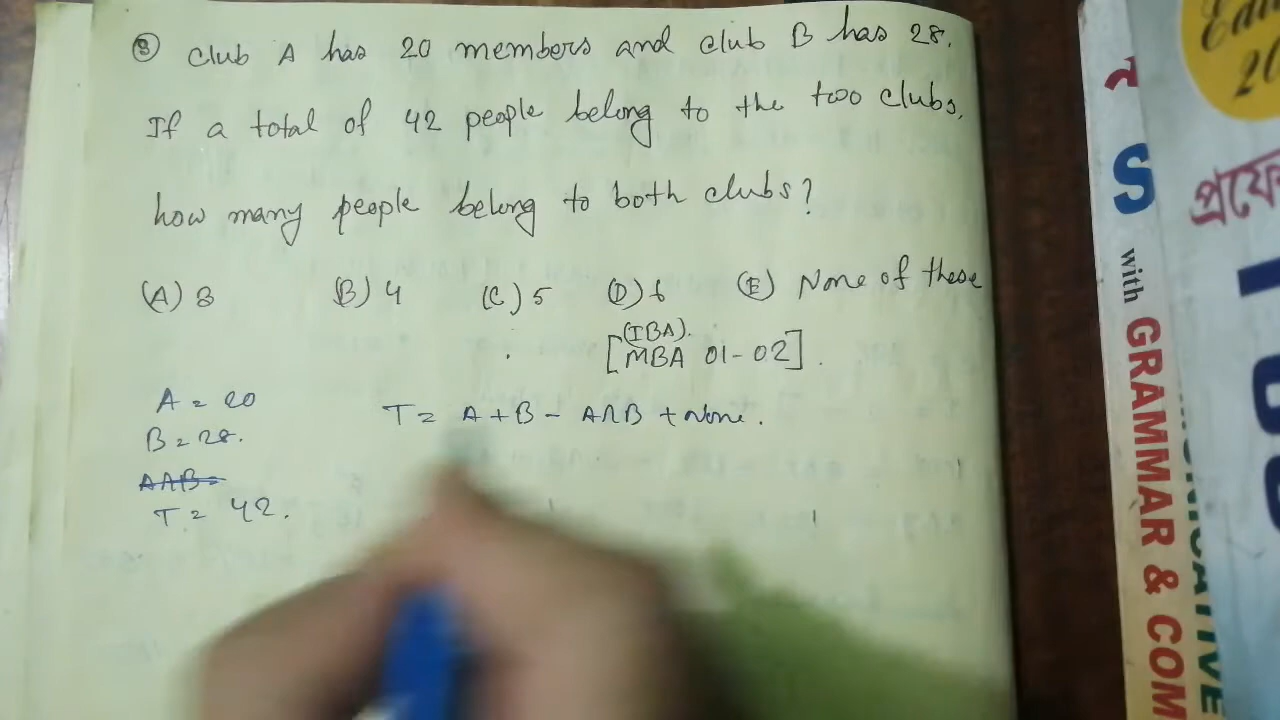 ⑧ Club A has 20 members and club B has 28.
If a total of 42 people belong to the two clubs,
how many people belong to both clubs?
(A) 8 (B) 4 (C) 5 (D) 6 (E) None of these
(IBA).
[MBA 01-02].
A = 20
B = 28.
T = A + B - A∩B + None.
A∩B =
T = 42.
S with GRAMMAR & COM